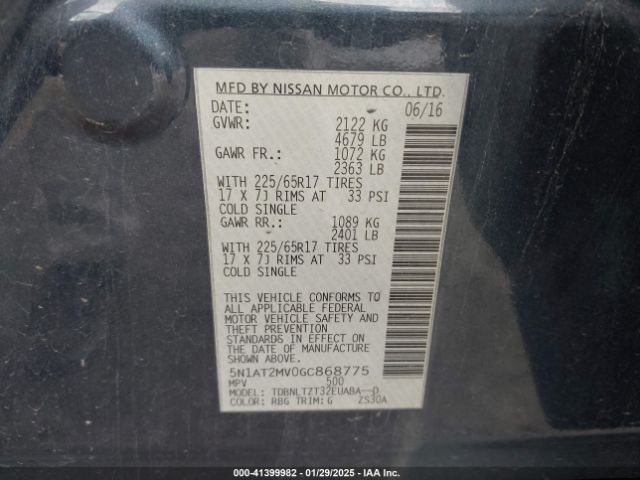 MFD BY NISSAN MOTOR CO., LTD.
DATE: 06/16
GVWR: 2122 KG
4679 LB
GAWR FR.: 1072 KG
2363 LB
WITH 225/65R17 TIRES
17 X 7J RIMS AT 33 PSI
COLD SINGLE
GAWR RR.: 1089 KG
2401 LB
WITH 225/65R17 TIRES
17 X 7J RIMS AT 33 PSI
COLD SINGLE
THIS VEHICLE CONFORMS TO
ALL APPLICABLE FEDERAL
MOTOR VEHICLE SAFETY AND
THEFT PREVENTION
STANDARDS IN EFFECT ON
THE DATE OF MANUFACTURE
SHOWN ABOVE.
5N1AT2MV0GC868775
MPV 500
MODEL: TDBNLTZT32EUABA--D
COLOR: RBG TRIM: G ZS30A
000-41399982 - 01/29/2025 - IAA Inc.